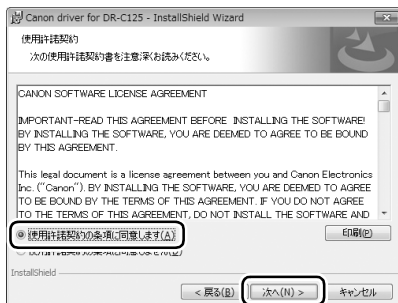 Canon driver for DR-C125 - InstallShield Wizard
使用許諾契約
次の使用許諾契約書を注意深くお読みください。
CANON SOFTWARE LICENSE AGREEMENT
IMPORTANT-READ THIS AGREEMENT BEFORE INSTALLING THE SOFTWARE!
BY INSTALLING THE SOFTWARE, YOU ARE DEEMED TO AGREE TO BE BOUND
BY THIS AGREEMENT.
This legal document is a license agreement between you and Canon Electronics
Inc. ("Canon"). BY INSTALLING THE SOFTWARE, YOU ARE DEEMED TO AGREE
TO BE BOUND BY THE TERMS OF THIS AGREEMENT. IF YOU DO NOT AGREE
TO THE TERMS OF THIS AGREEMENT, DO NOT INSTALL THE SOFTWARE AND
使用許諾契約の条項に同意します(A)
印刷(P)
InstallShield
< 戻る(B)
次へ(N) >
キャンセル